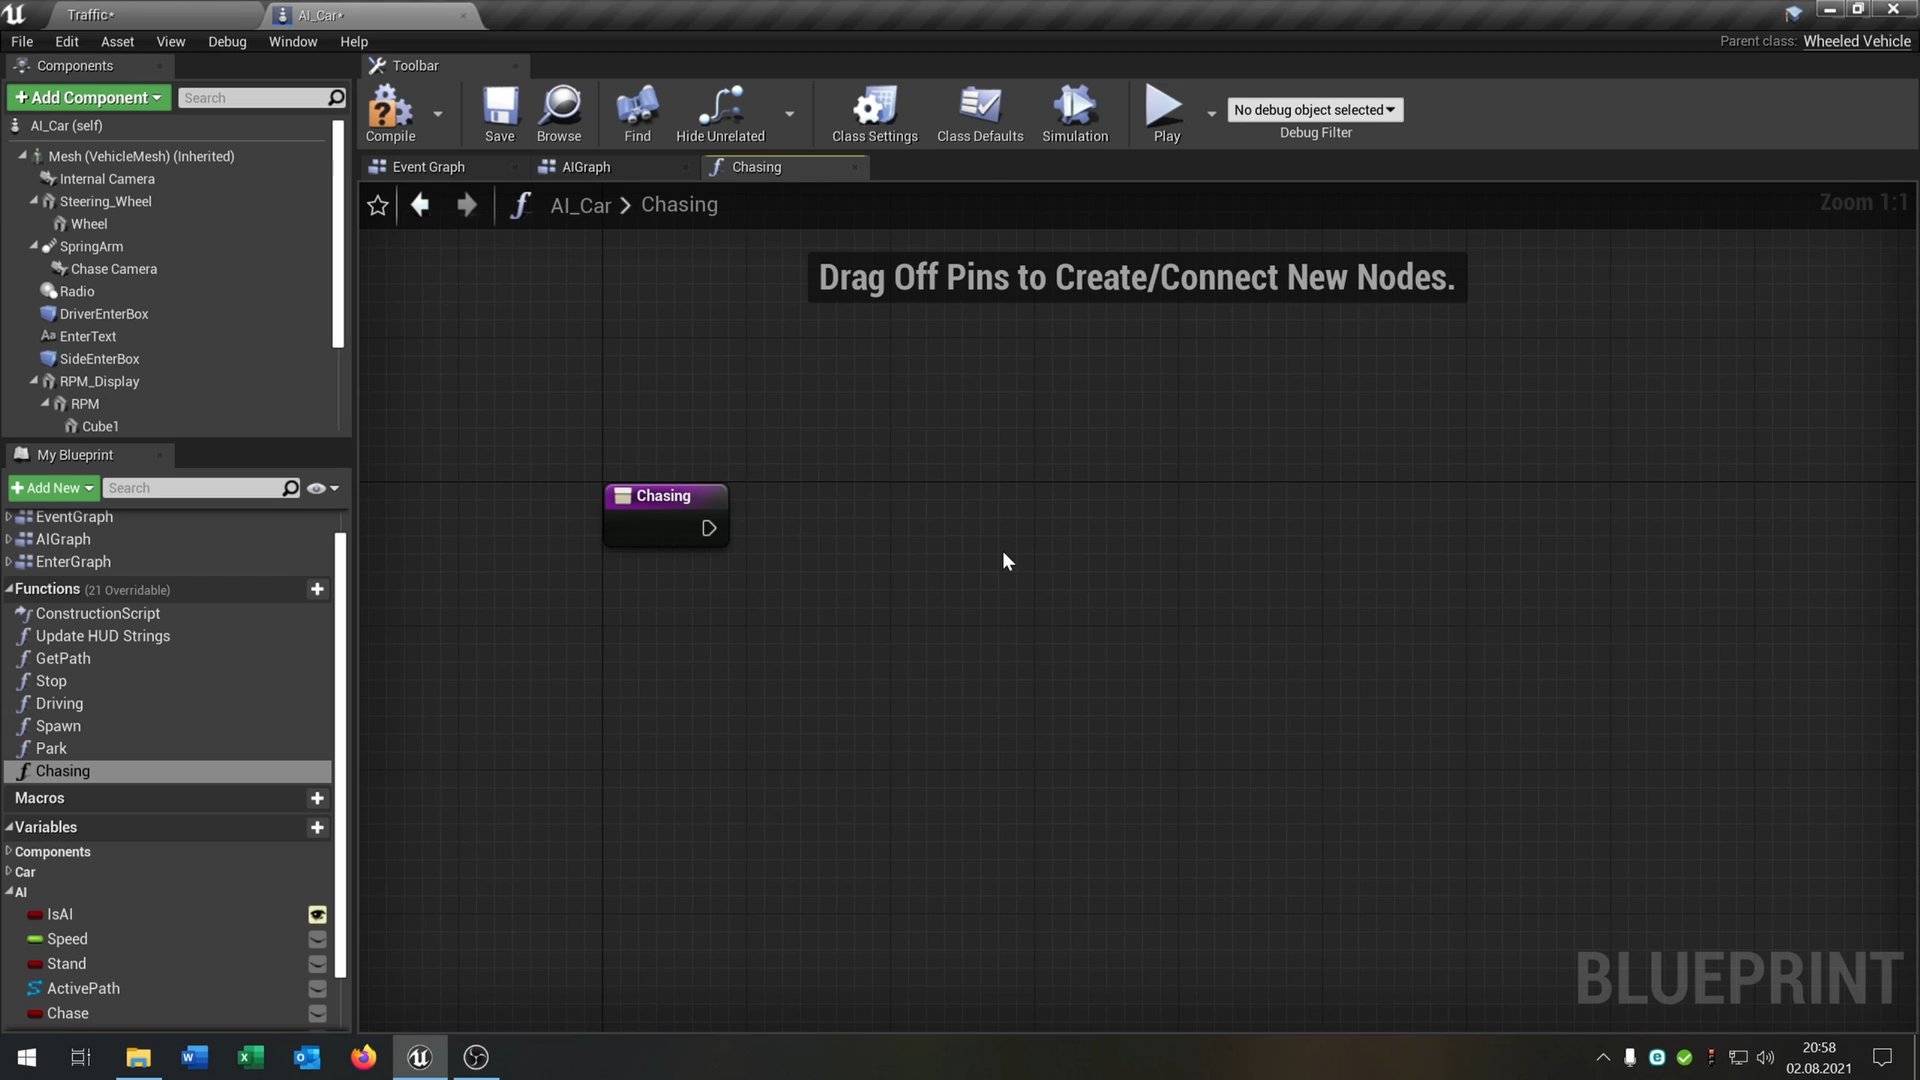 Traffic*
AI_Car*
File Edit Asset View Debug Window Help
Parent class: Wheeled Vehicle
Components
Toolbar
Add Component
Search
Compile
Save
Browse
Find
Hide Unrelated
Class Settings
Class Defaults
Simulation
Play
No debug object selected
Debug Filter
AI_Car (self)
Mesh (VehicleMesh) (Inherited)
Internal Camera
Steering_Wheel
Wheel
SpringArm
Chase Camera
Radio
DriverEnterBox
Aa EnterText
SideEnterBox
RPM_Display
RPM
Cube1
Event Graph
AIGraph
Chasing
AI_Car > Chasing
Zoom 1:1
Drag Off Pins to Create/Connect New Nodes.
Chasing
My Blueprint
Add New
Search
EventGraph
AIGraph
EnterGraph
Functions (21 Overridable)
ConstructionScript
Update HUD Strings
GetPath
Stop
Driving
Spawn
Park
Chasing
Macros
Variables
Components
Car
AI
IsAI
Speed
Stand
ActivePath
Chase
BLUEPRINT
20:58
02.08.2021